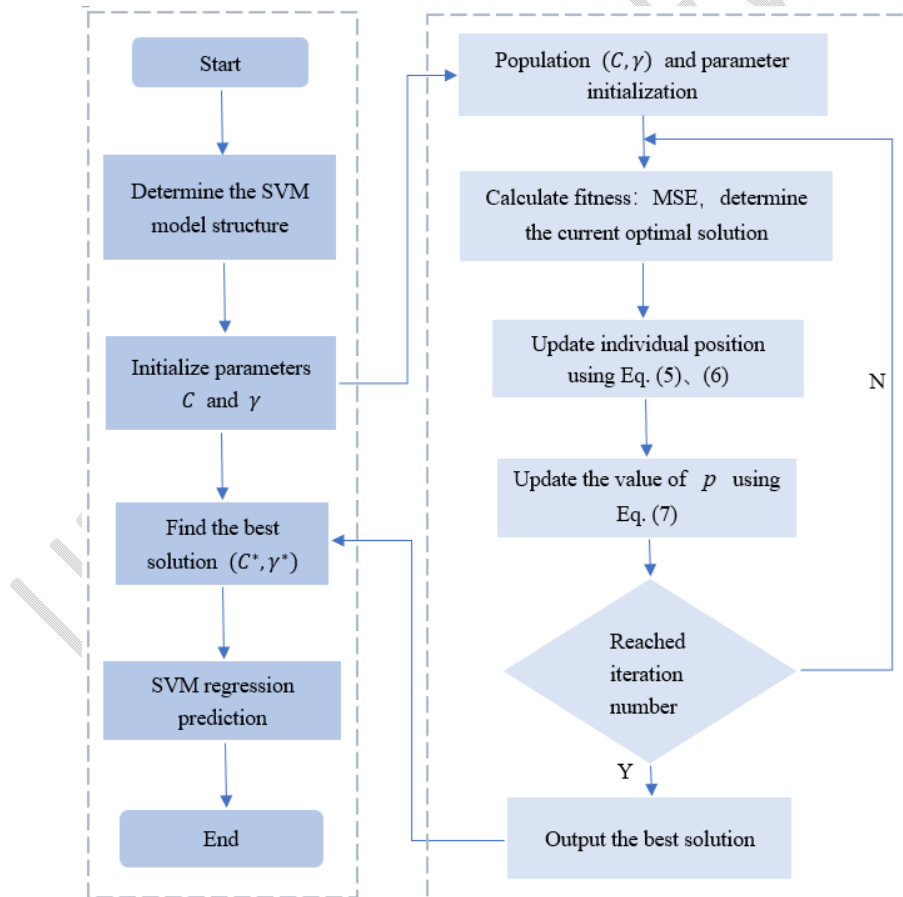 Start
Determine the SVM
model structure
Initialize parameters
C and γ
Find the best
solution (C*, γ*)
SVM regression
prediction
End
Population (C, γ) and parameter
initialization
Calculate fitness：MSE，determine
the current optimal solution
Update individual position
using Eq. (5)、(6)
N
Update the value of p using
Eq. (7)
Reached
iteration
number
Y
Output the best solution